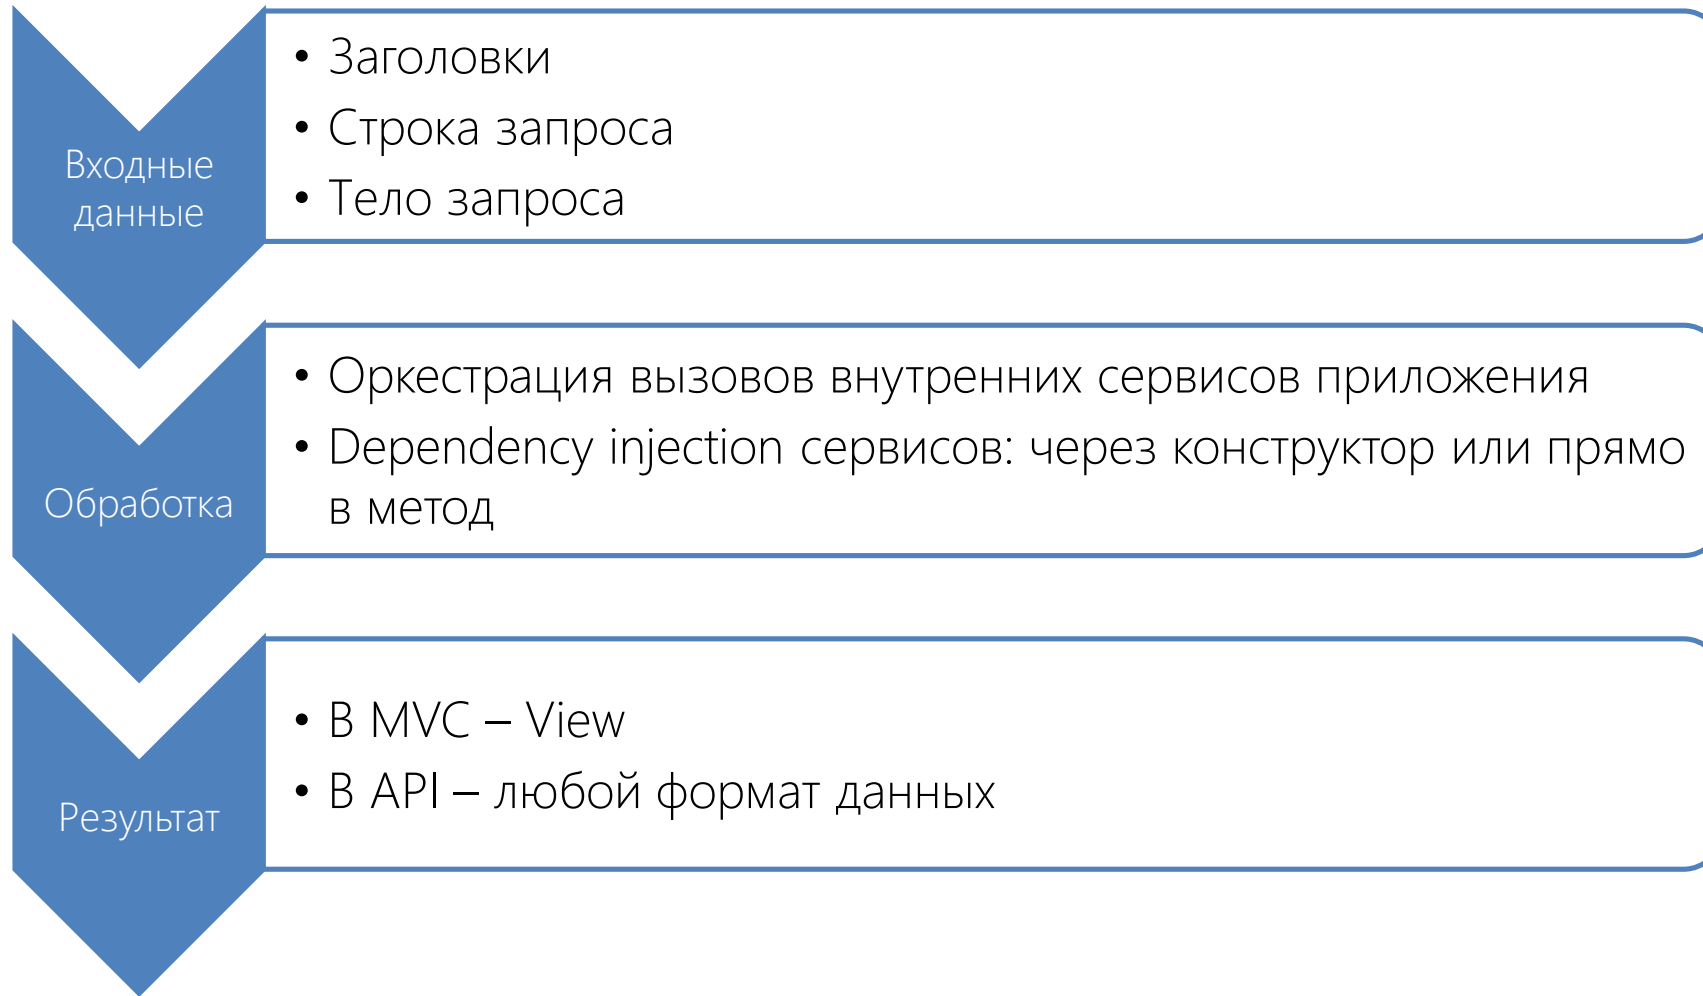 Входные
данные
• Заголовки
• Строка запроса
• Тело запроса
Обработка
• Оркестрация вызовов внутренних сервисов приложения
• Dependency injection сервисов: через конструктор или прямо
в метод
Результат
• В MVC – View
• В API – любой формат данных